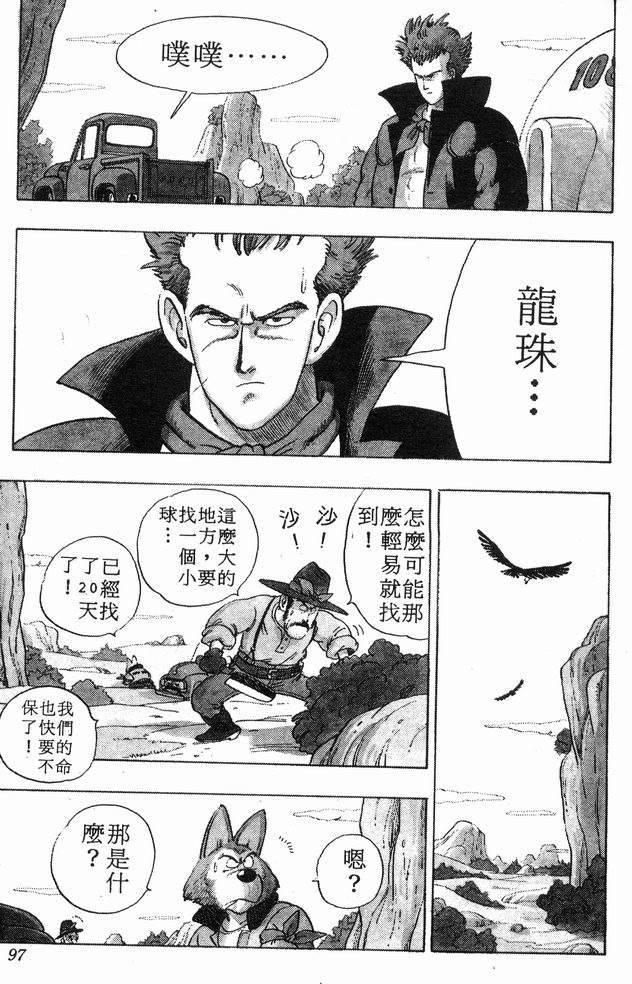 噗噗……
108
龍珠…
怎麼可能那
麼輕易就找
到！
沙！
沙！
這麼大的
地方，要
找一個小
球…
已經找
了20天
了！
我們的命
也快要不
保了！
嗯？
那是什
麼？
97